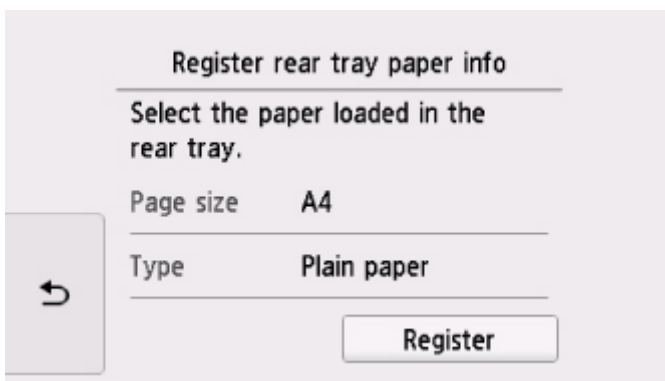 Register rear tray paper info
Select the paper loaded in the
rear tray.
Page size A4
Type Plain paper
Register